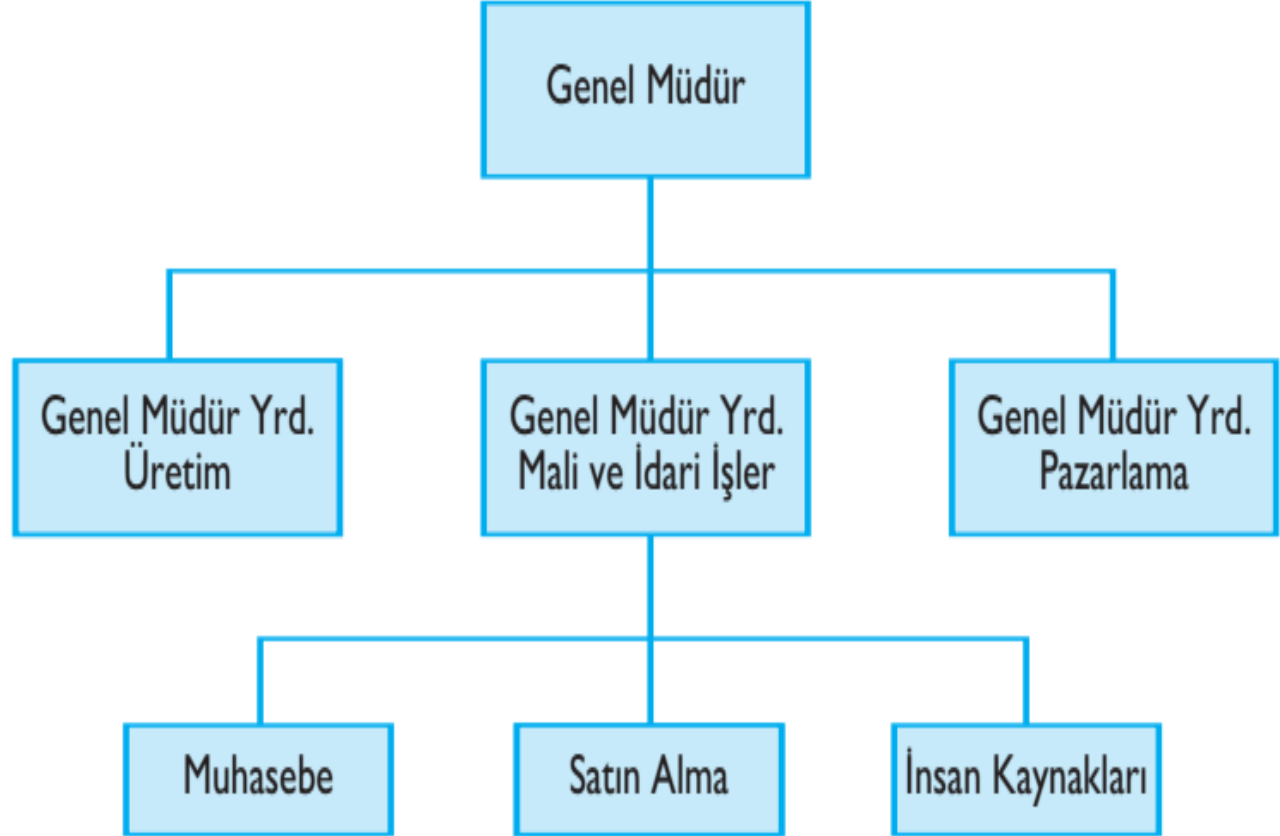 Genel Müdür
Genel Müdür Yrd.
Üretim
Genel Müdür Yrd.
Mali ve İdari İşler
Genel Müdür Yrd.
Pazarlama
Muhasebe
Satın Alma
İnsan Kaynakları